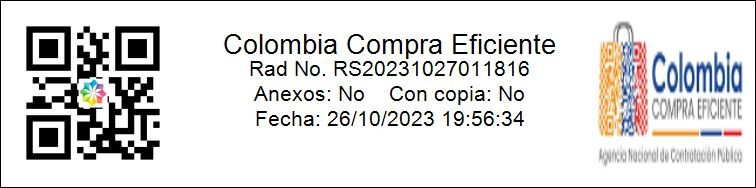 Colombia Compra Eficiente
Rad No. RS20231027011816
Anexos: No    Con copia: No
Fecha: 26/10/2023 19:56:34
Colombia
COMPRA EFICIENTE
Agencia Nacional de Contratación Pública